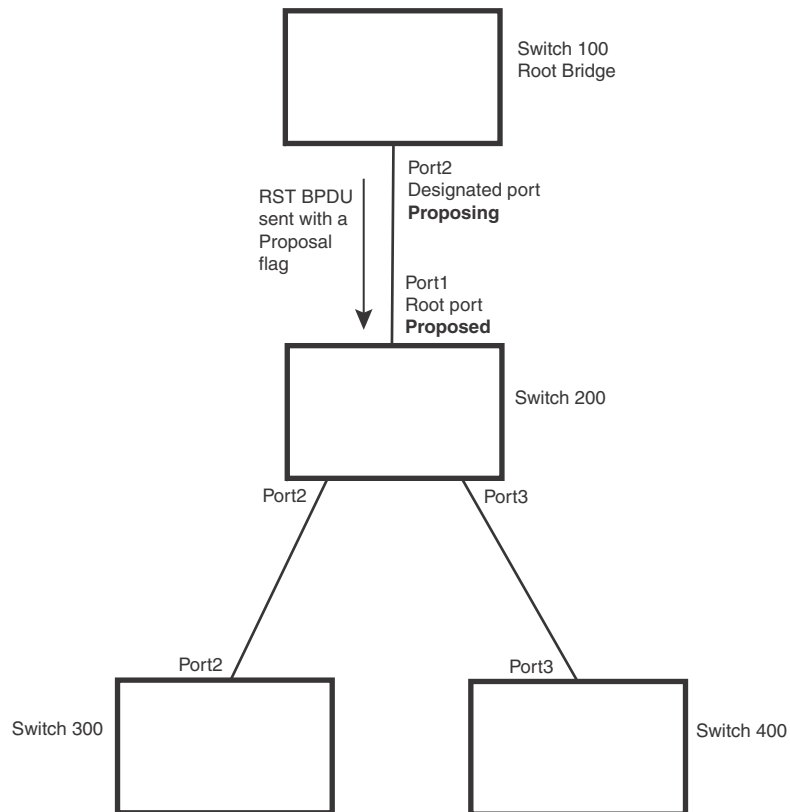 Switch 100
Root Bridge
Port2
Designated port
Proposing
RST BPDU
sent with a
Proposal
flag
Port1
Root port
Proposed
Switch 200
Port2
Port3
Port2
Port3
Switch 300
Switch 400